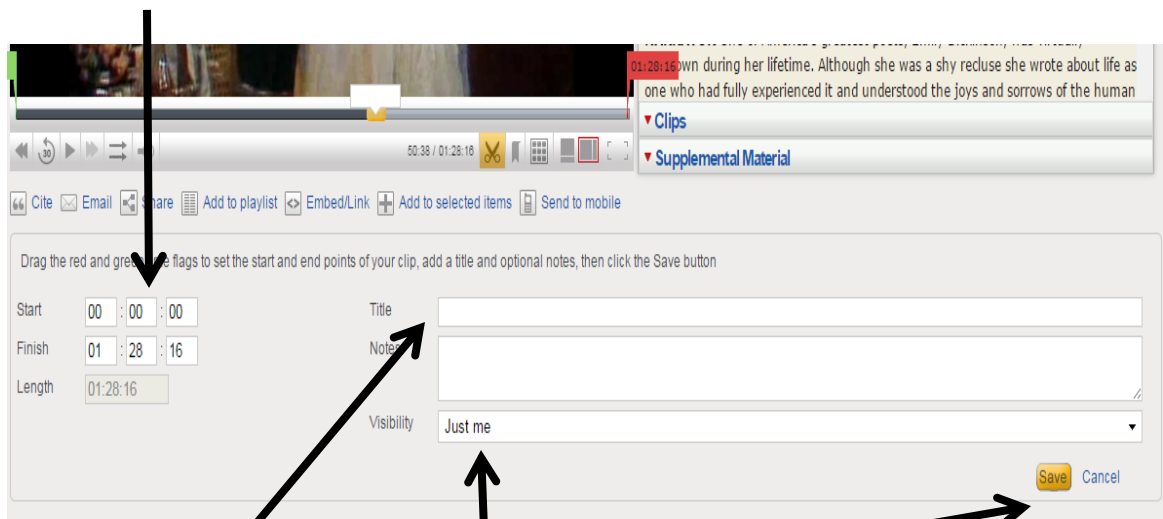 01:28:16 own during her lifetime. Although she was a shy recluse she wrote about life as
one who had fully experienced it and understood the joys and sorrows of the human
Clips
30 50:38 / 01:28:16
Supplemental Material
Cite Email Share Add to playlist Embed/Link Add to selected items Send to mobile
Drag the red and flags to set the start and end points of your clip, add a title and optional notes, then click the Save button
Start 00 : 00 : 00 Title
Finish 01 : 28 : 16 Notes
Length 01:28:16
Visibility Just me
Save Cancel